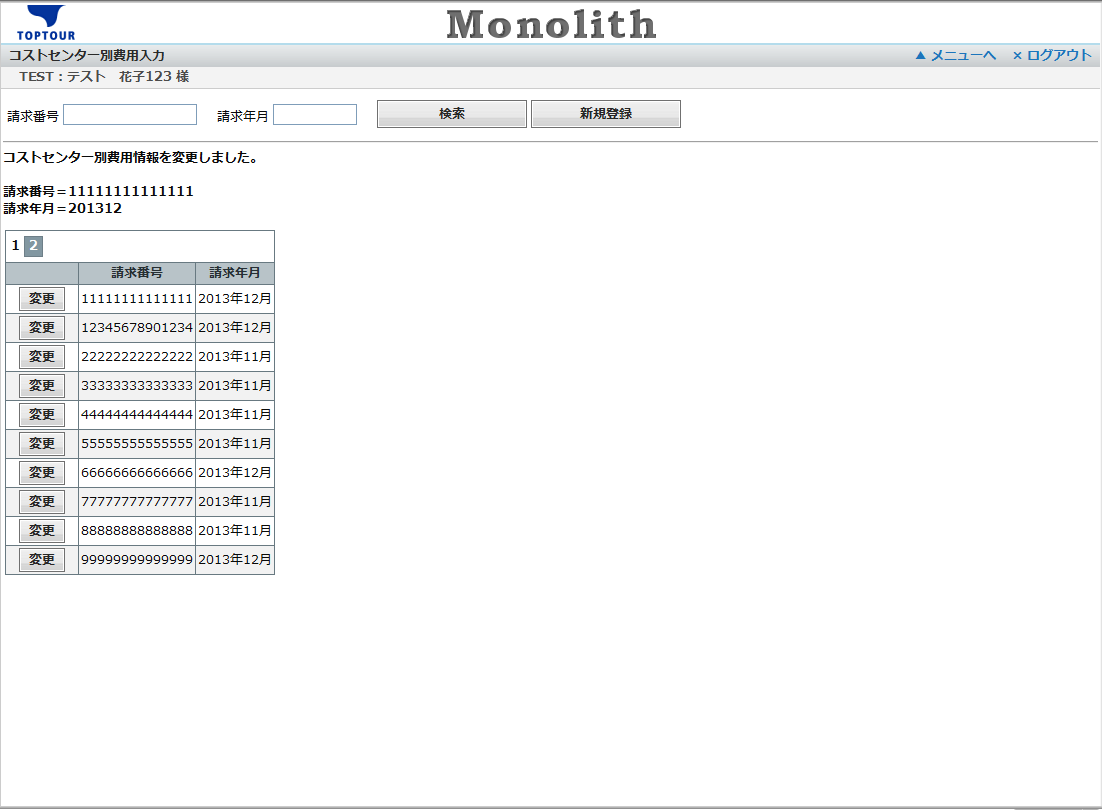 TOPTOUR
Monolith
コストセンター別費用入力 ▲ メニューへ × ログアウト
TEST：テスト　花子123 様
請求番号 請求年月 検索 新規登録
コストセンター別費用情報を変更しました。
請求番号＝11111111111111
請求年月＝201312
1 2
請求番号 請求年月
変更 11111111111111 2013年12月
変更 12345678901234 2013年12月
変更 22222222222222 2013年11月
変更 33333333333333 2013年11月
変更 44444444444444 2013年11月
変更 55555555555555 2013年11月
変更 66666666666666 2013年12月
変更 77777777777777 2013年11月
変更 88888888888888 2013年11月
変更 99999999999999 2013年12月